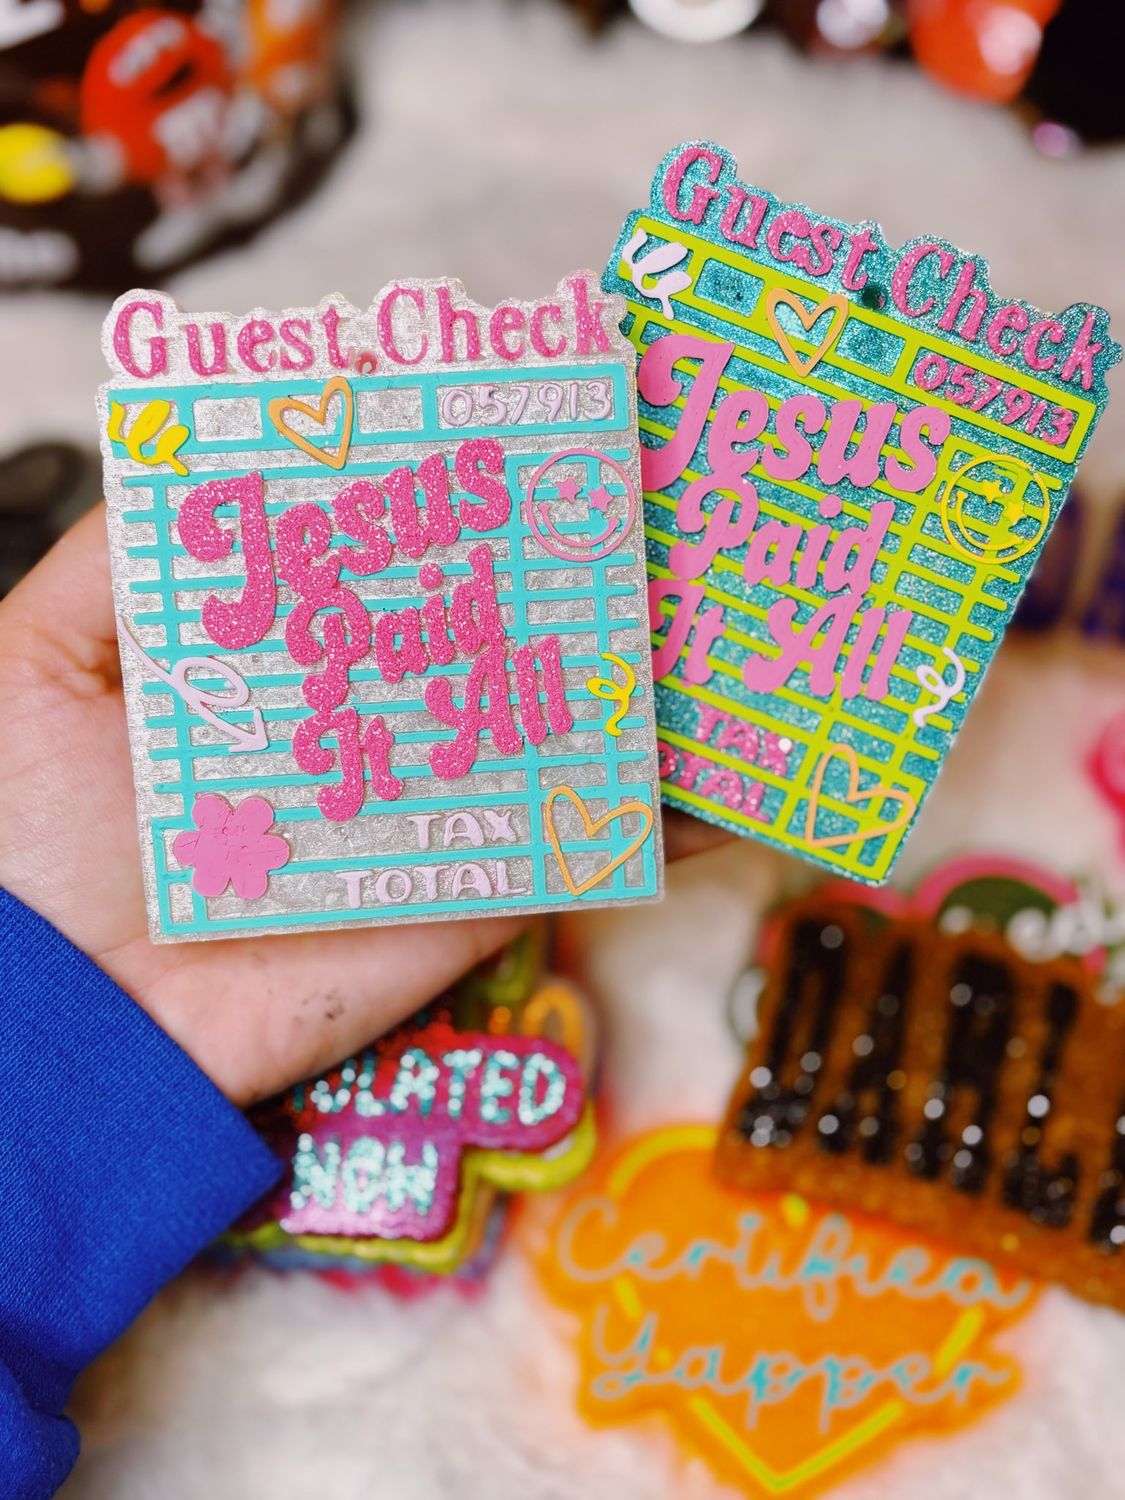 Guest Check
057913
Jesus
Paid
It All
TAX
TOTAL
Guest Check
057913
Jesus
Paid
It All
TAX
TOTAL
NOW
Certified
Yapper